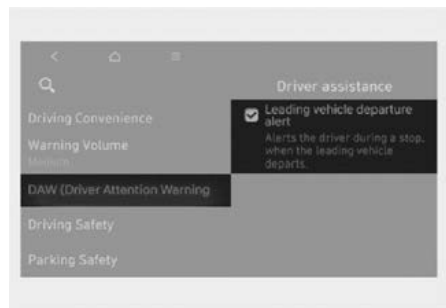 Driver assistance
Driving Convenience
Warning Volume
Medium
DAW (Driver Attention Warning
Driving Safety
Parking Safety
Leading vehicle departure
alert
Alerts the driver during a stop,
when the leading vehicle
departs.